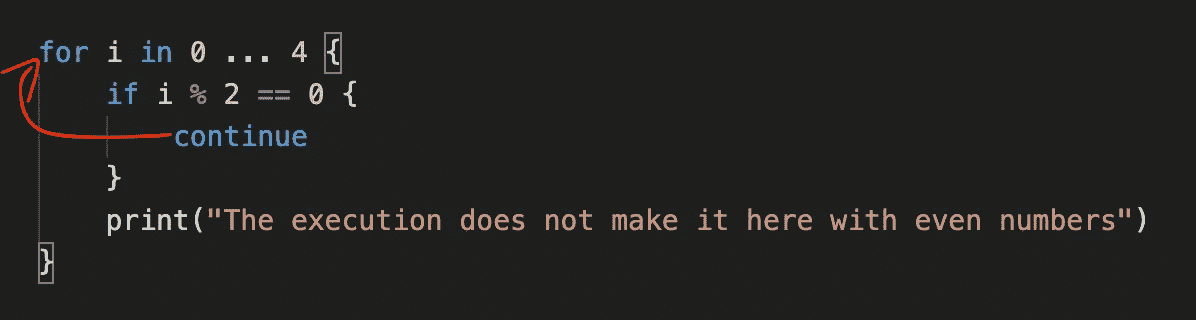 for i in 0 ... 4 {
    if i % 2 == 0 {
        continue
    }
    print("The execution does not make it here with even numbers")
}